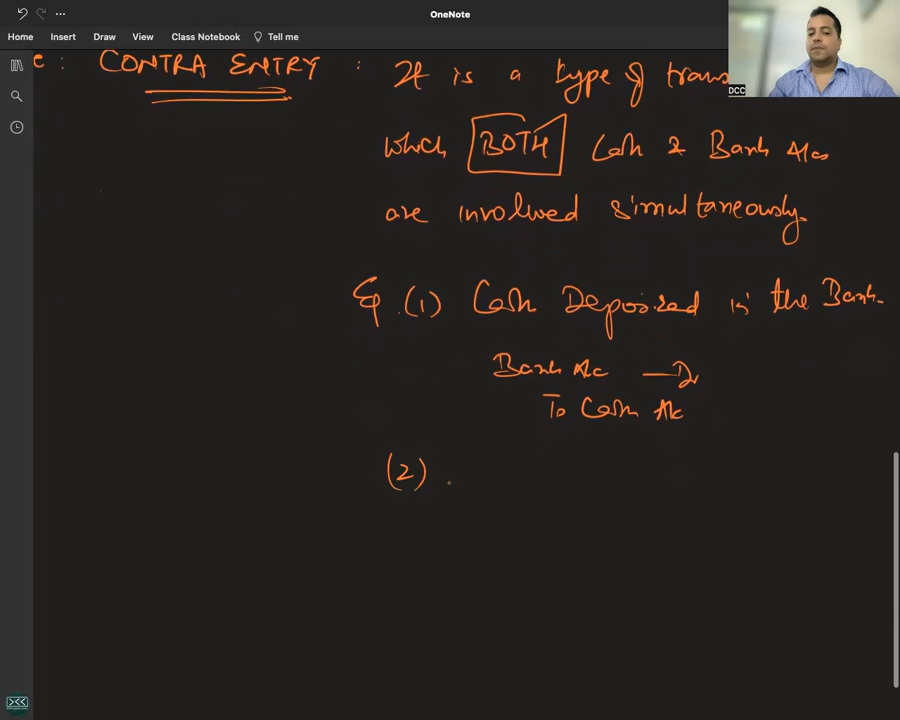 OneNote
Home Insert Draw View Class Notebook Tell me
DCC
e : CONTRA ENTRY : It is a type of trans
which BOTH Cash & Bank A/cs
are involved simultaneously.
Eg. (1) Cash Deposited in the Bank.
Bank A/c — Dr
To Cash A/c
(2)